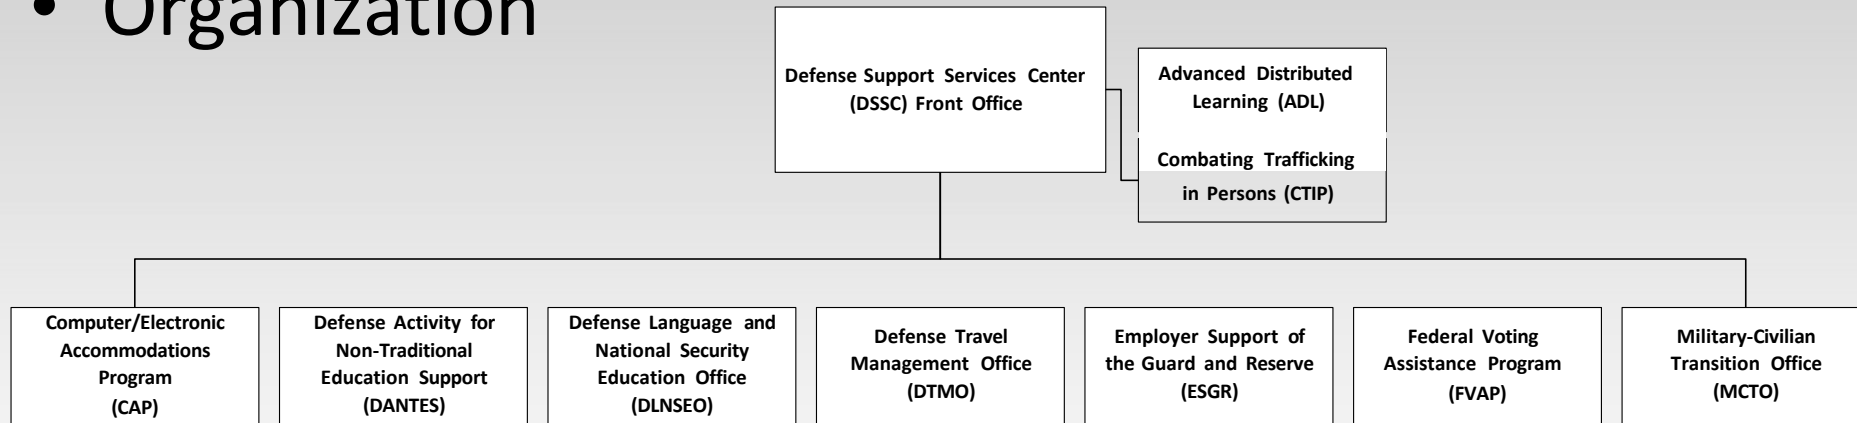 • Organization
Defense Support Services Center
(DSSC) Front Office
Advanced Distributed
Learning (ADL)
Combating Trafficking
in Persons (CTIP)
Computer/Electronic
Accommodations
Program
(CAP)
Defense Activity for
Non-Traditional
Education Support
(DANTES)
Defense Language and
National Security
Education Office
(DLNSEO)
Defense Travel
Management Office
(DTMO)
Employer Support of
the Guard and Reserve
(ESGR)
Federal Voting
Assistance Program
(FVAP)
Military-Civilian
Transition Office
(MCTO)